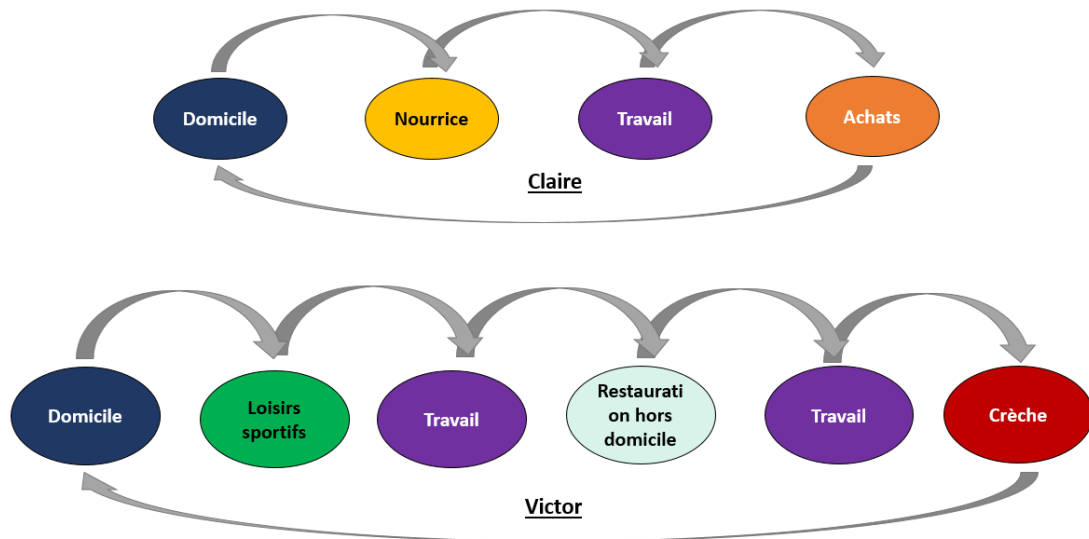 Domicile
Nourrice
Travail
Achats
Claire
Domicile
Loisirs
sportifs
Travail
Restaurati
on hors
domicile
Travail
Crèche
Victor